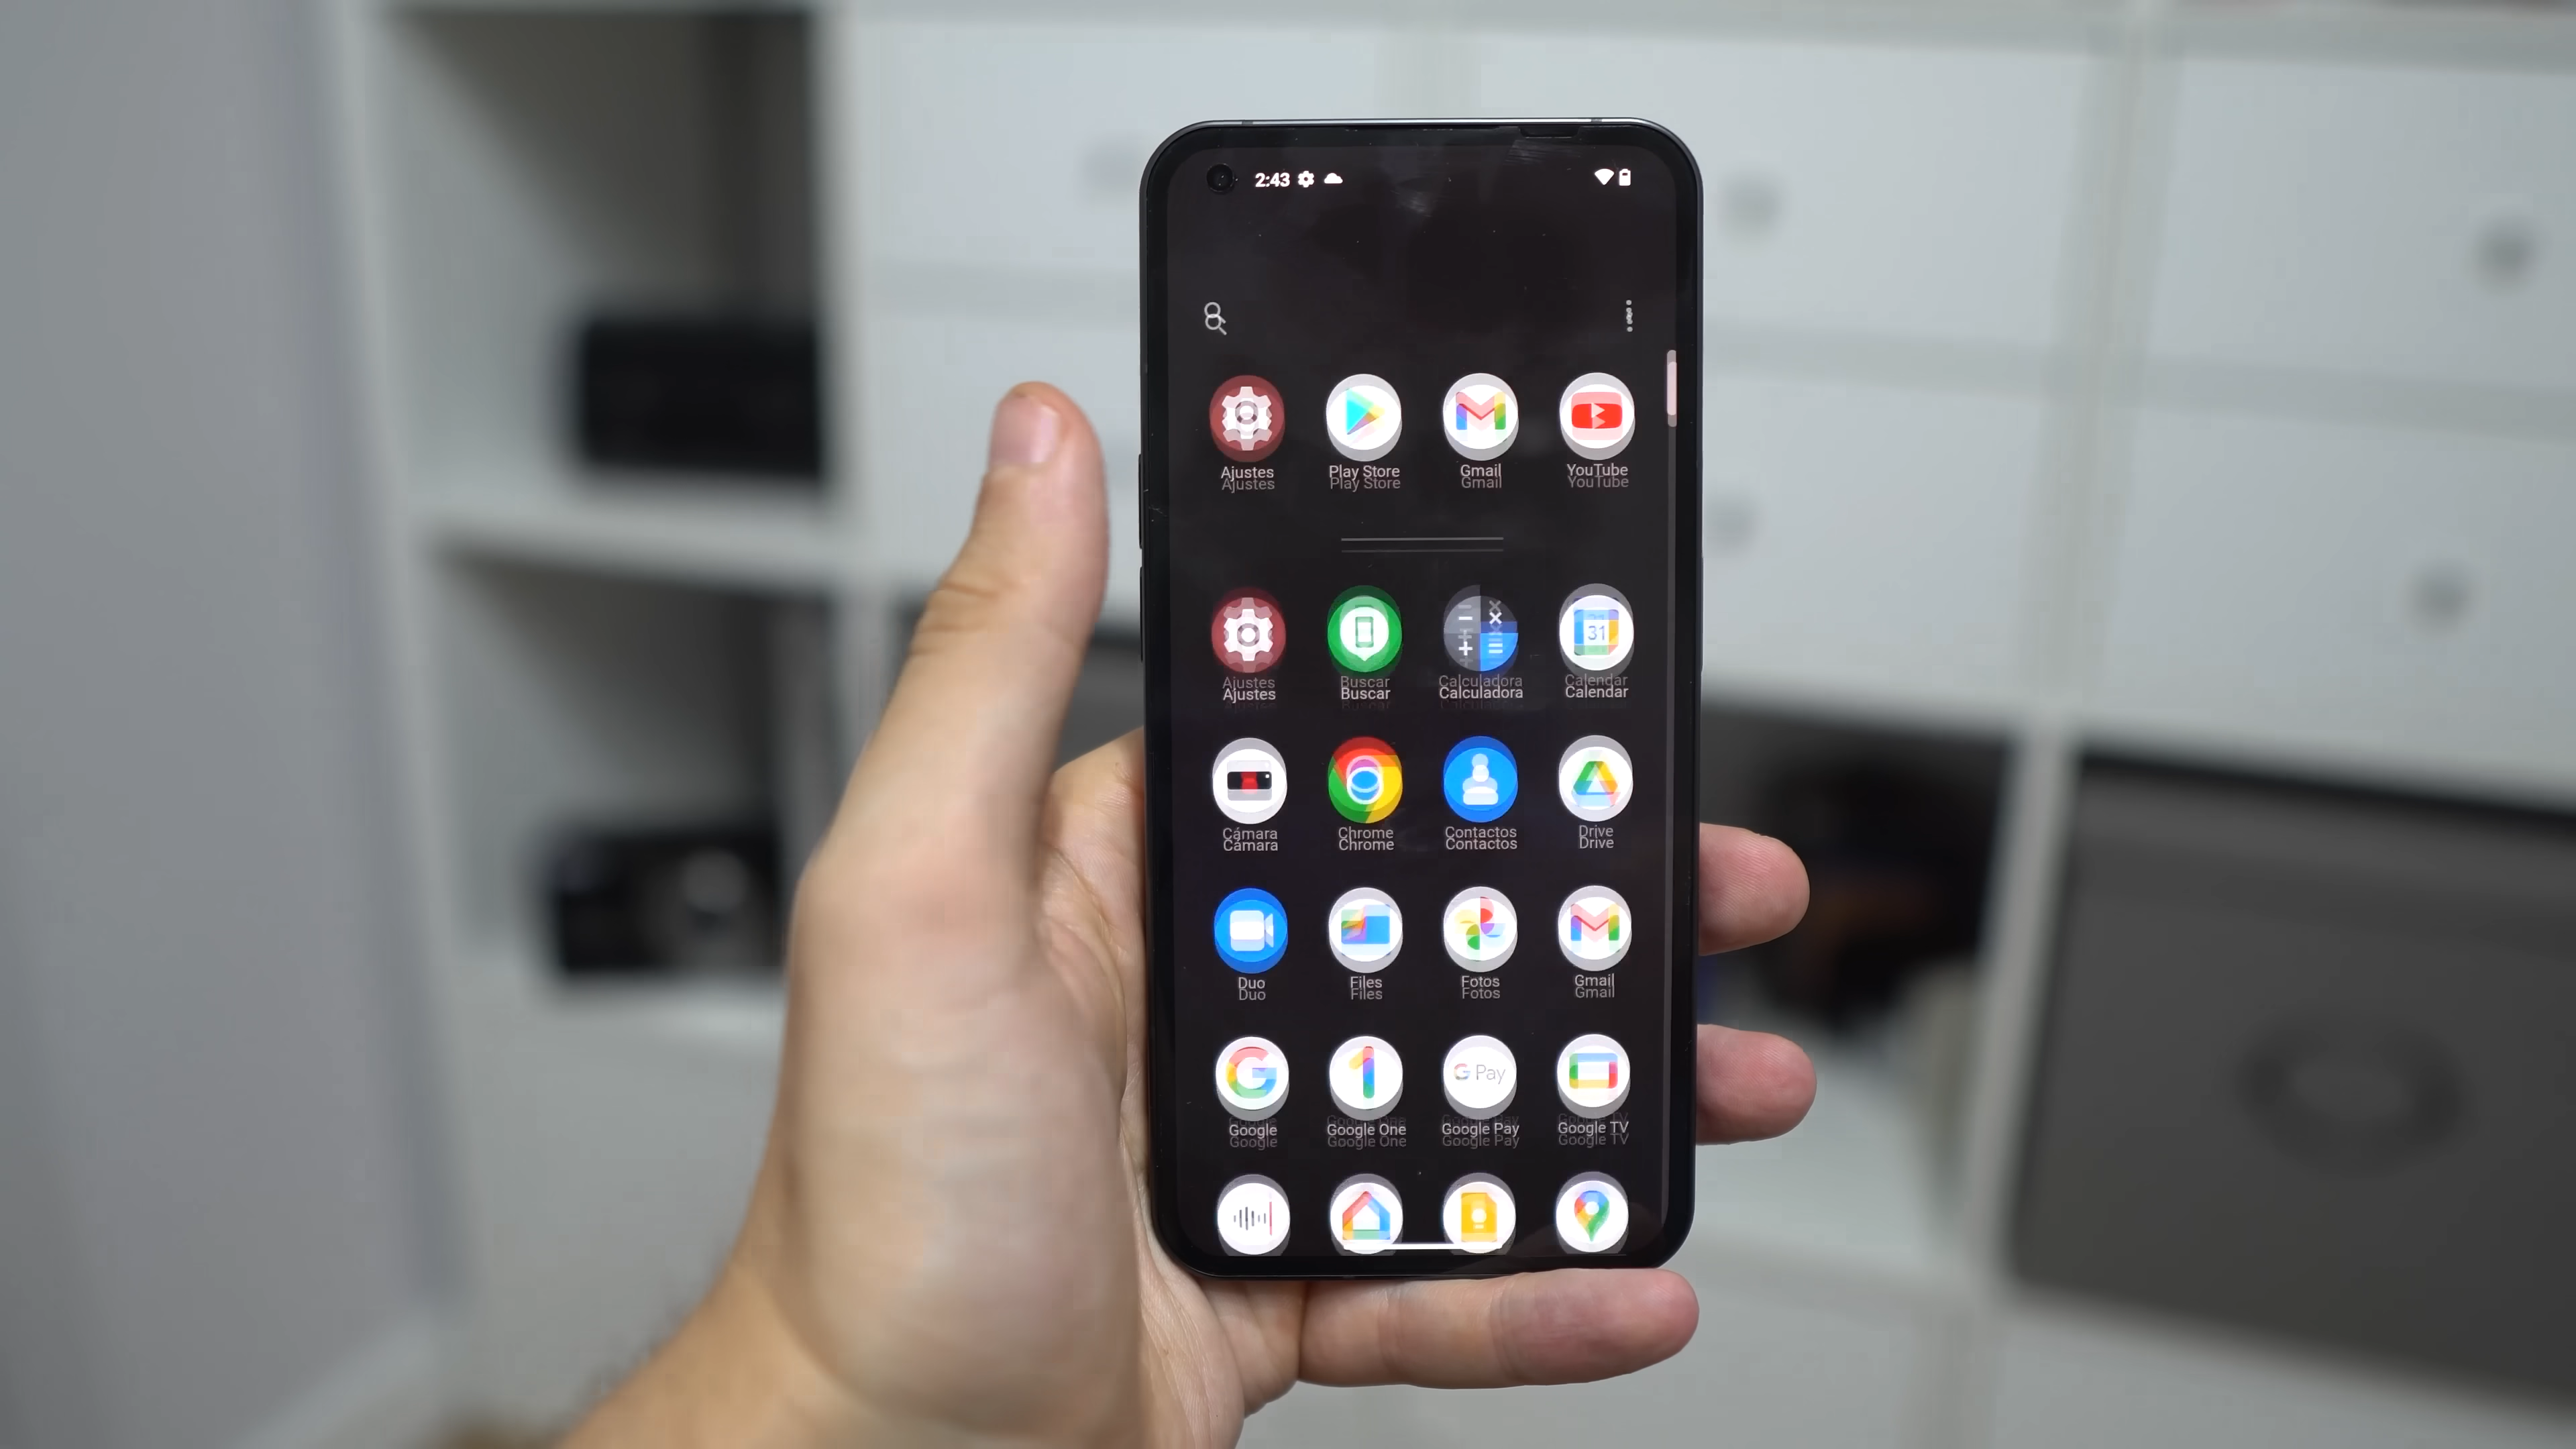 2:43
Ajustes Play Store Gmail YouTube
Ajustes Buscar Calculadora Calendar
31
Cámara Chrome Contactos Drive
Duo Files Fotos Gmail
G Pay
Google Google One Google Pay Google TV